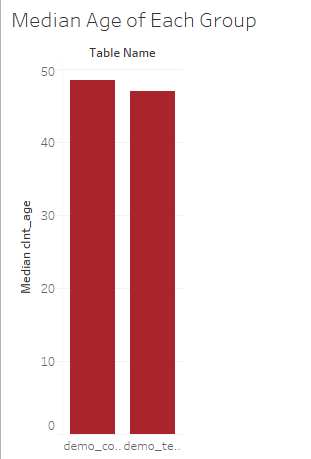 Median Age of Each Group
Table Name
50
40
30
20
10
0
Median clnt_age
demo_co.. demo_te..